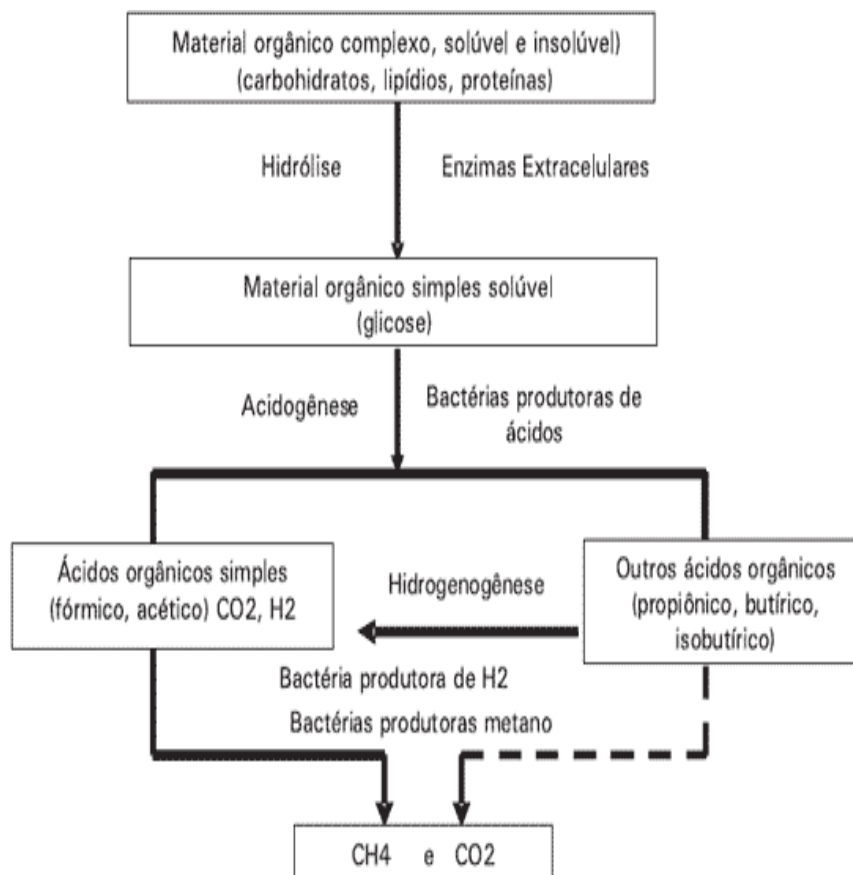 Material orgânico complexo, solúvel e insolúvel)
(carbohidratos, lipídios, proteínas)
Hidrólise
Enzimas Extracelulares
Material orgânico simples solúvel
(glicose)
Acidogênese
Bactérias produtoras de
ácidos
Ácidos orgânicos simples
(fórmico, acético) CO2, H2
Hidrogenogênese
Outros ácidos orgânicos
(propiônico, butírico,
isobutírico)
Bactéria produtora de H2
Bactérias produtoras metano
CH4 e CO2